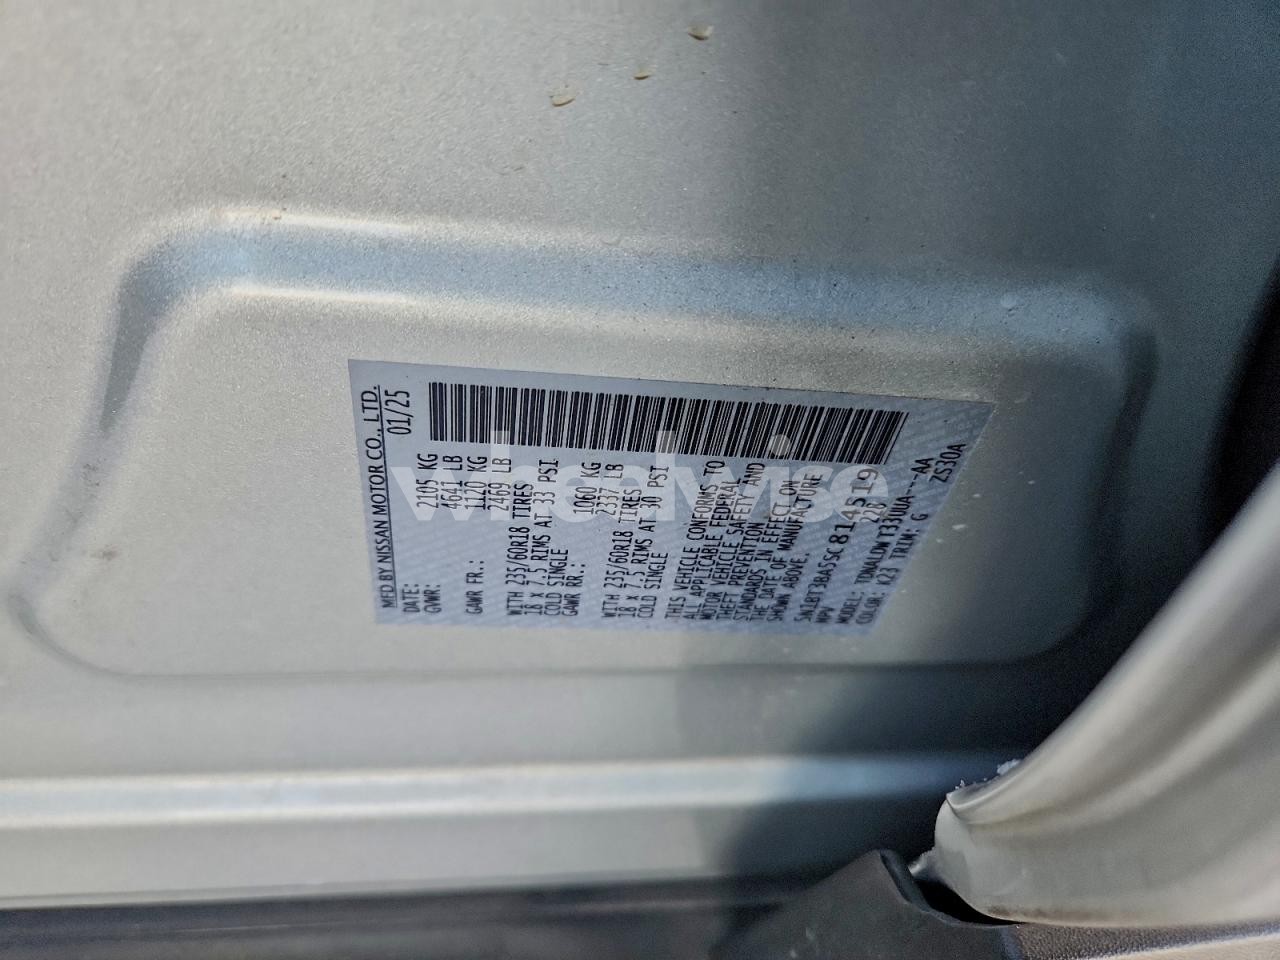 MFD BY NISSAN MOTOR CO., LTD.
DATE: 01/25
GVWR: 2105 KG
4641 LB
GAWR FR.: 1120 KG
2469 LB
WITH 235/60R18 TIRES
18 x 7.5 RIMS AT 33 PSI
COLD SINGLE
GAWR RR.: 1060 KG
2337 LB
WITH 235/60R18 TIRES
18 x 7.5 RIMS AT 30 PSI
COLD SINGLE
THIS VEHICLE CONFORMS TO
ALL APPLICABLE FEDERAL
MOTOR VEHICLE SAFETY AND
THEFT PREVENTION
STANDARDS IN EFFECT ON
THE DATE OF MANUFACTURE
SHOWN ABOVE.
5N1BT3BA5SC814519
MPV 228
MODEL: TDNALDWT33UUA---AA
COLOR: K23 TRIM: G ZS30A
wheelwise